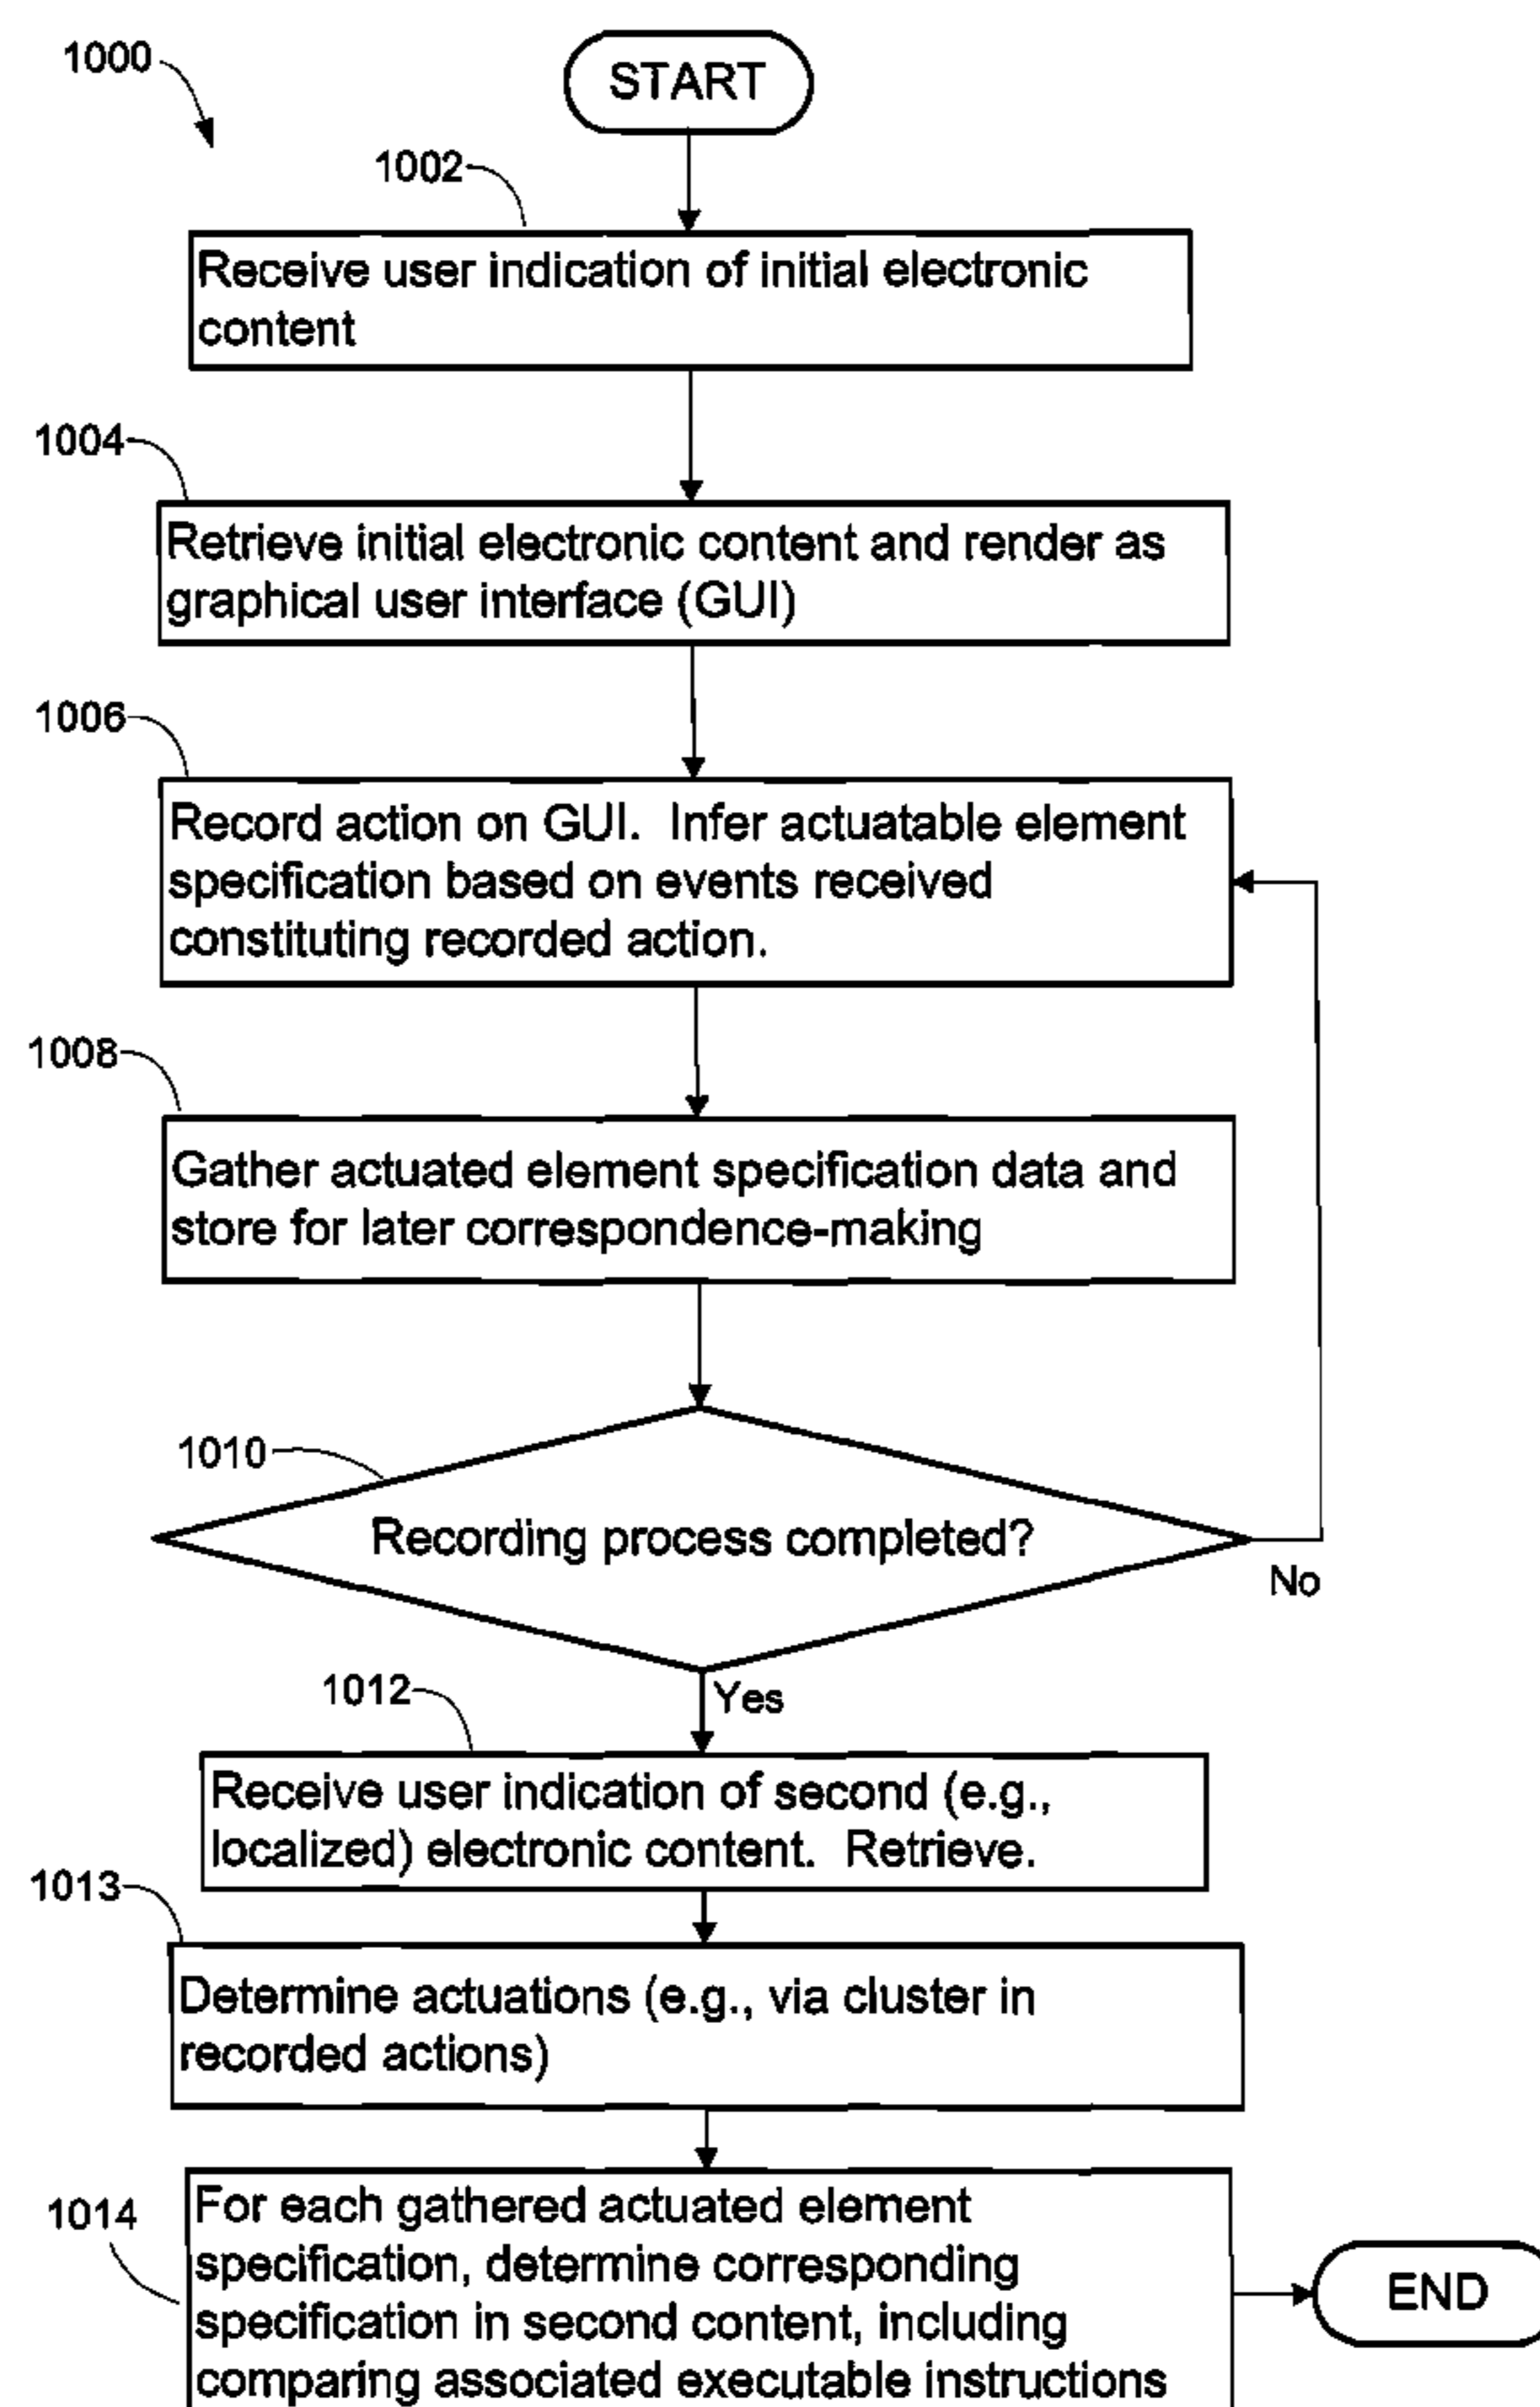 1000
START
1002
Receive user indication of initial electronic
content
1004
Retrieve initial electronic content and render as
graphical user interface (GUI)
1006
Record action on GUI.  Infer actuatable element
specification based on events received
constituting recorded action.
1008
Gather actuated element specification data and
store for later correspondence-making
1010
Recording process completed?
No
Yes
1012
Receive user indication of second (e.g.,
localized) electronic content.  Retrieve.
1013
Determine actuations (e.g., via cluster in
recorded actions)
1014
For each gathered actuated element
specification, determine corresponding
specification in second content, including
comparing associated executable instructions
END